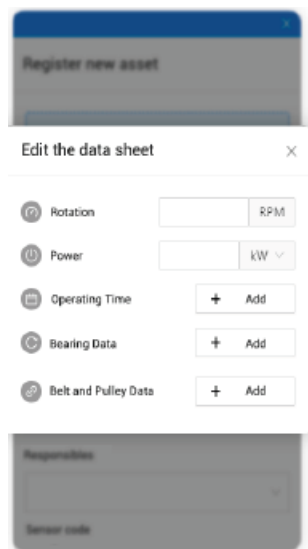 Register new asset
Edit the data sheet
Rotation RPM
Power kW
Operating Time + Add
Bearing Data + Add
Belt and Pulley Data + Add
Responsibles
Sensor code